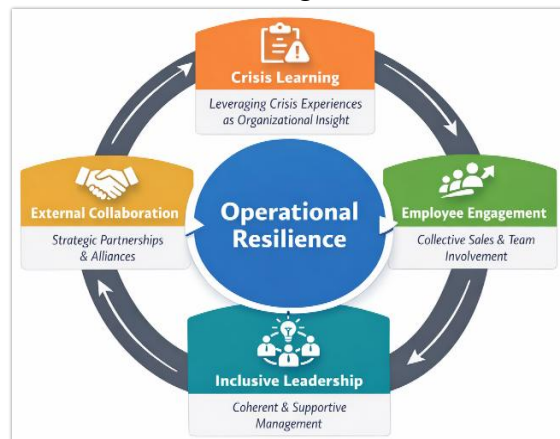 Crisis Learning
Leveraging Crisis Experiences
as Organizational Insight
External Collaboration
Strategic Partnerships
& Alliances
Operational
Resilience
Employee Engagement
Collective Sales & Team
Involvement
Inclusive Leadership
Coherent & Supportive
Management